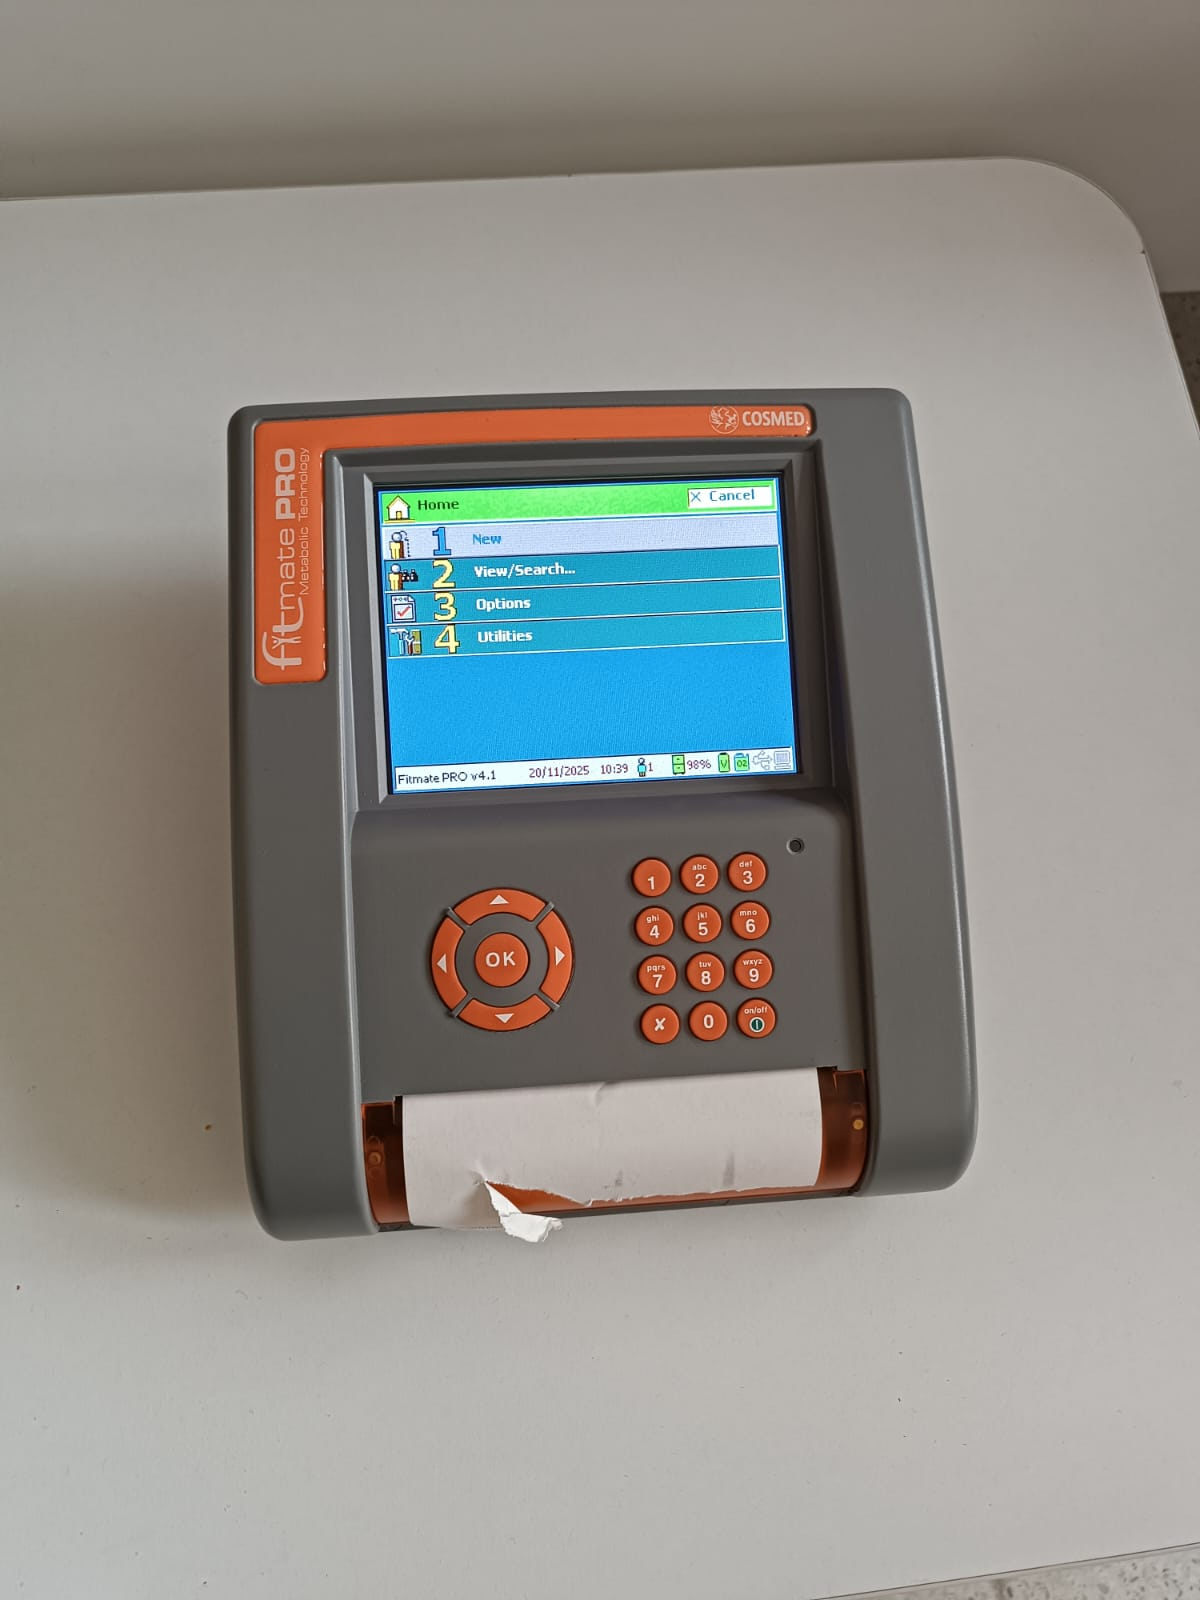 COSMED
fitmate PRO
Metabolic Technology
Home
X Cancel
1 New
2 View/Search...
3 Options
4 Utilities
Fitmate PRO v4.1 20/11/2025 10:39 1 98% V O2
1
abc 2
def 3
OK
ghi 4
jkl 5
mno 6
pqrs 7
tuv 8
wxyz 9
X
0
on/off